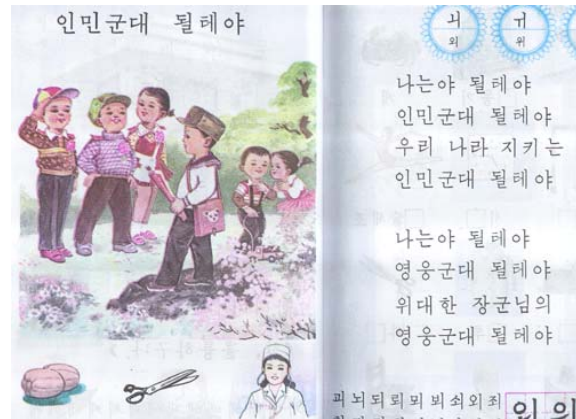 인민군대 될테야
ㅚ ㅟ
외 위
나는야 될테야
인민군대 될테야
우리 나라 지키는
인민군대 될테야
나는야 될테야
영웅군대 될테야
위대한 장군님의
영웅군대 될테야
괴 뇌 되 뢰 뫼 뵈 쇠 외 죄